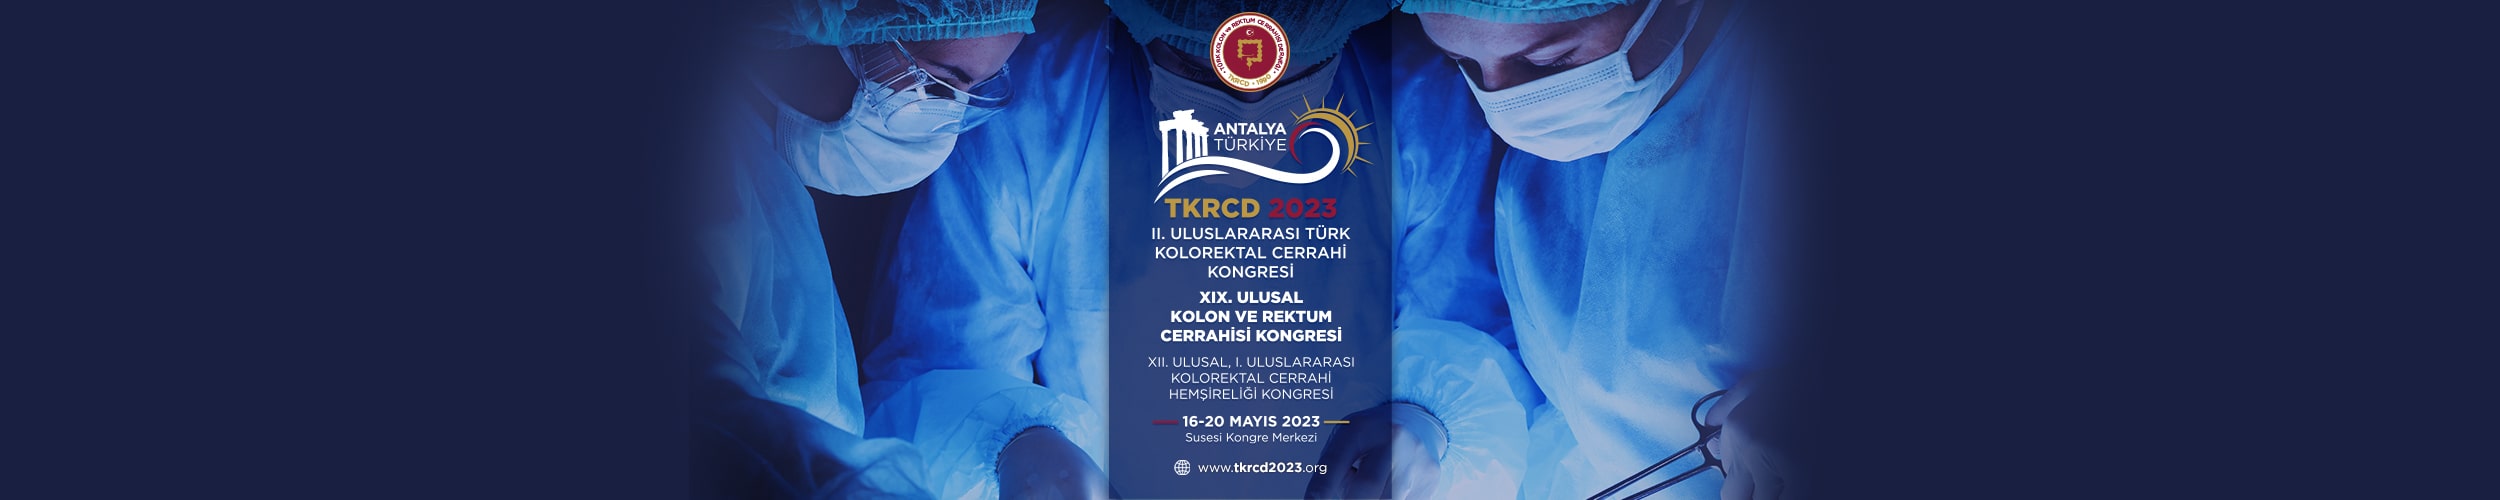 TÜRK KOLON ve REKTUM CERRAHİSİ DERNEĞİ
TKRCD • 1990
ANTALYA
TÜRKİYE
TKRCD 2023
II. ULUSLARARASI TÜRK
KOLOREKTAL CERRAHİ
KONGRESİ
XIX. ULUSAL
KOLON VE REKTUM
CERRAHİSİ KONGRESİ
XII. ULUSAL, I. ULUSLARARASI
KOLOREKTAL CERRAHİ
HEMŞİRELİĞİ KONGRESİ
16-20 MAYIS 2023
Susesi Kongre Merkezi
www.tkrcd2023.org